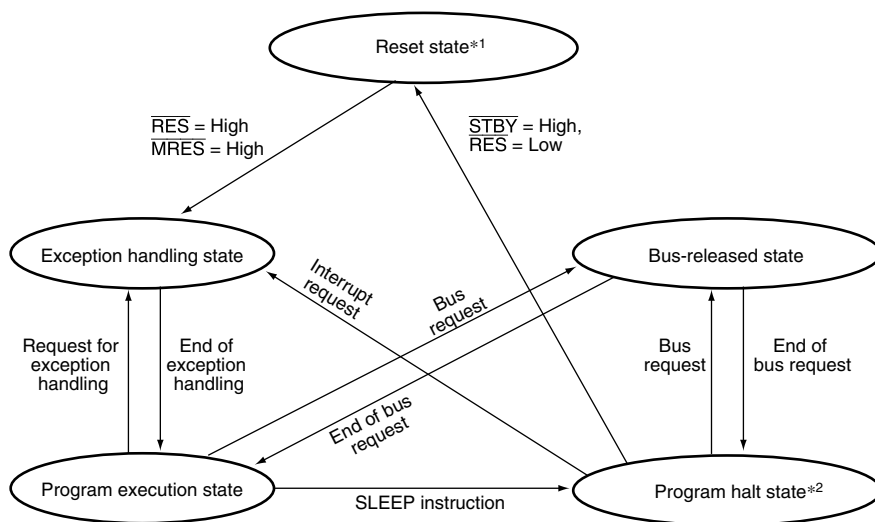 Reset state*1
RES = High
MRES = High
STBY = High,
RES = Low
Exception handling state
Bus-released state
Interrupt
request
Bus
request
Request for
exception
handling
End of
exception
handling
Bus
request
End of
bus request
End of bus
request
Program execution state
SLEEP instruction
Program halt state*2